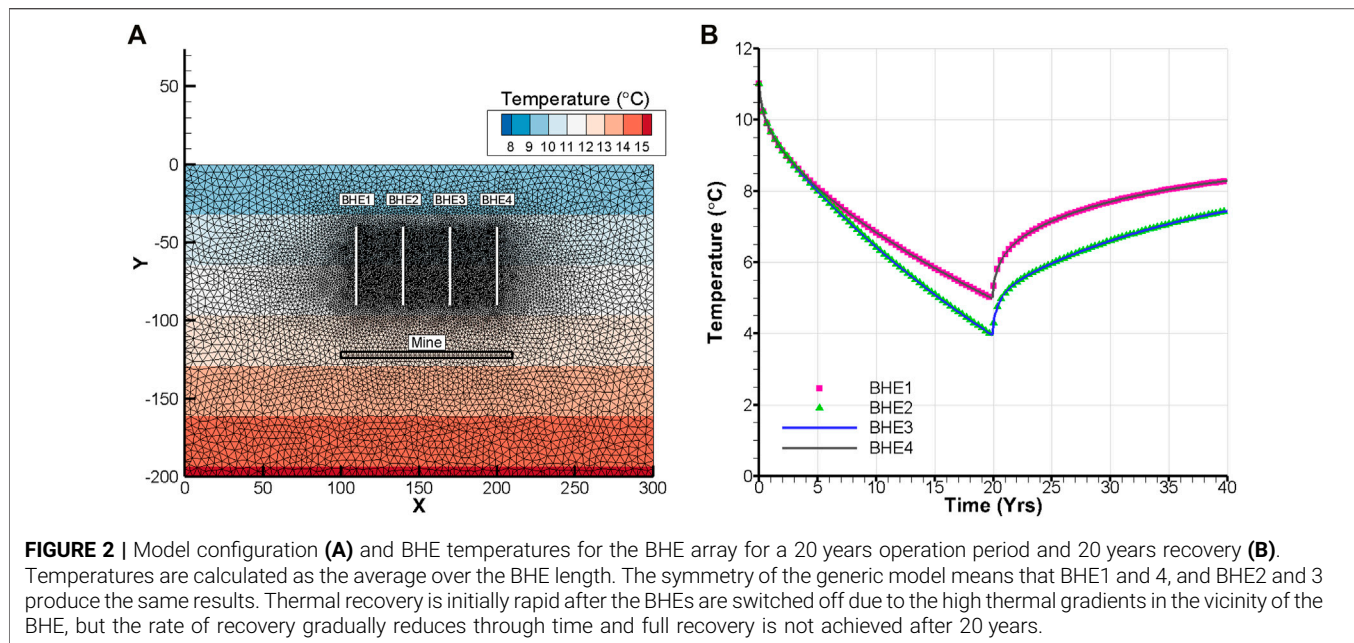 A
50
0
-50
-100
-150
-200
Y
Temperature (°C)
8 9 10 11 12 13 14 15
BHE1 BHE2 BHE3 BHE4
Mine
0 50 100 150 200 250 300
X
B
12
10
8
6
4
2
0
Temperature (°C)
BHE1
BHE2
BHE3
BHE4
0 5 10 15 20 25 30 35 40
Time (Yrs)
FIGURE 2 | Model configuration (A) and BHE temperatures for the BHE array for a 20 years operation period and 20 years recovery (B).
Temperatures are calculated as the average over the BHE length. The symmetry of the generic model means that BHE1 and 4, and BHE2 and 3
produce the same results. Thermal recovery is initially rapid after the BHEs are switched off due to the high thermal gradients in the vicinity of the
BHE, but the rate of recovery gradually reduces through time and full recovery is not achieved after 20 years.